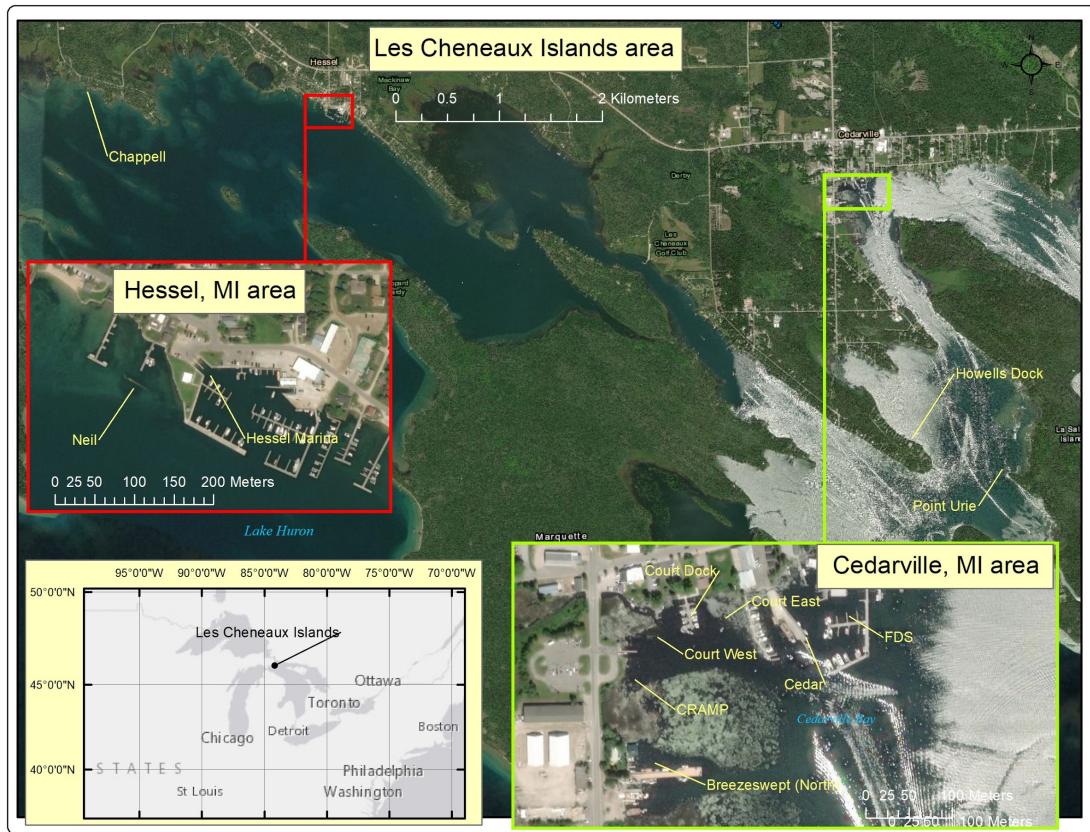 Les Cheneaux Islands area
N
W
E
S
Hessel
Mackinaw
Bay
0 0.5 1 2 Kilometers
Cedarville
Chappell
Derby
Les
Cheneaux
Golf Club
Hessel, MI area
Howells Dock
Neil
Hessel Marina
La Sal
Island
0 25 50 100 150 200 Meters
Point Urie
Lake Huron
Marquette
Cedarville, MI area
Court Dock
Court East
FDS
Court West
Cedar
CRAMP
Cedarville Bay
Breezeswept (North)
0 25 50 100 Meters
0 25 50 100 Meters
95°0'0"W 90°0'0"W 85°0'0"W 80°0'0"W 75°0'0"W 70°0'0"W
50°0'0"N
Les Cheneaux Islands
45°0'0"N
Ottawa
Toronto
Chicago
Detroit
Boston
40°0'0"N
STATES
Philadelphia
St Louis
Washington